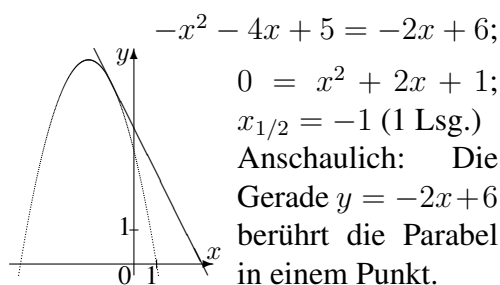 −x² − 4x + 5 = −2x + 6;
0 = x² + 2x + 1;
x₁/₂ = −1 (1 Lsg.)
Anschaulich: Die
Gerade y = −2x+6
berührt die Parabel
in einem Punkt.
y
1
x
0 1